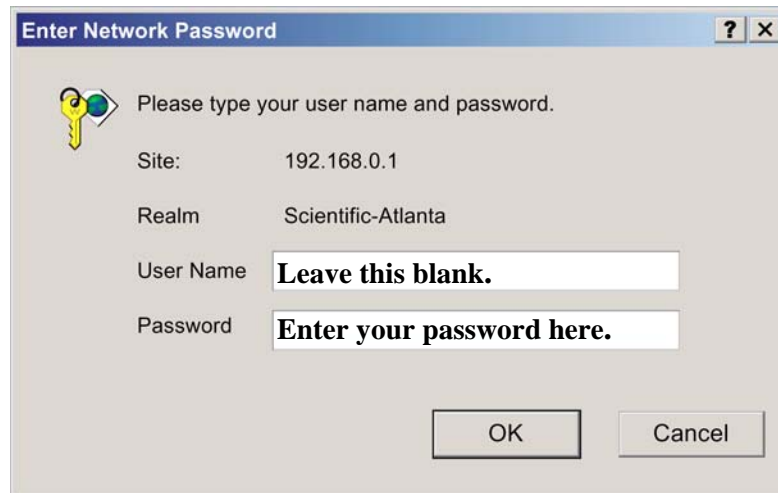 Enter Network Password
Please type your user name and password.
Site: 192.168.0.1
Realm Scientific-Atlanta
User Name Leave this blank.
Password Enter your password here.
OK Cancel